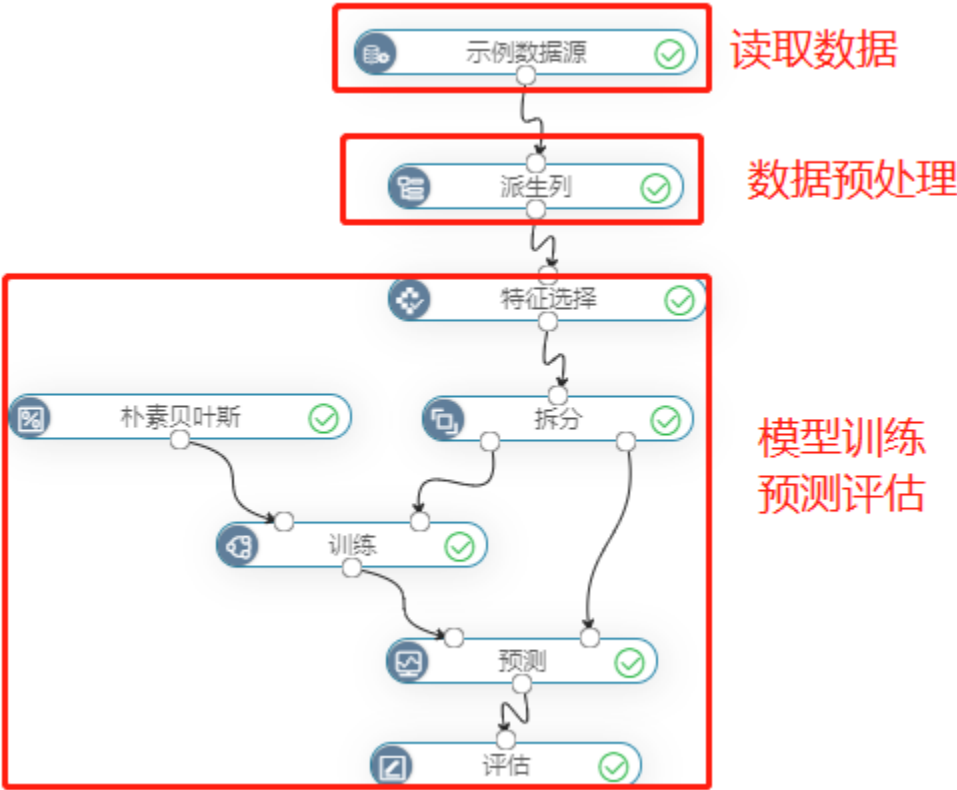 示例数据源
读取数据
派生列
数据预处理
特征选择
朴素贝叶斯
拆分
模型训练
预测评估
训练
预测
评估